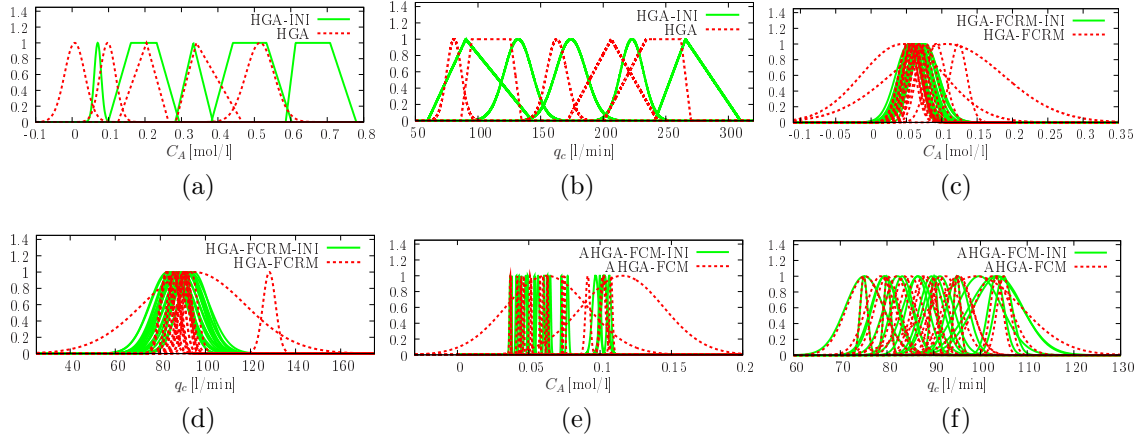 1.4
1.2
1
0.8
0.6
0.4
0.2
0
-0.1 0 0.1 0.2 0.3 0.4 0.5 0.6 0.7 0.8
C_A [mol/l]
HGA-INI
HGA
(a)
1.4
1.2
1
0.8
0.6
0.4
0.2
0
50 100 150 200 250 300
q_c [l/min]
HGA-INI
HGA
(b)
1.4
1.2
1
0.8
0.6
0.4
0.2
0
-0.1 -0.05 0 0.05 0.1 0.15 0.2 0.25 0.3 0.35
C_A [mol/l]
HGA-FCRM-INI
HGA-FCRM
(c)
1.4
1.2
1
0.8
0.6
0.4
0.2
0
40 60 80 100 120 140 160
q_c [l/min]
HGA-FCRM-INI
HGA-FCRM
(d)
1.4
1.2
1
0.8
0.6
0.4
0.2
0
0 0.05 0.1 0.15 0.2
C_A [mol/l]
AHGA-FCM-INI
AHGA-FCM
(e)
1.4
1.2
1
0.8
0.6
0.4
0.2
0
60 70 80 90 100 110 120 130
q_c [l/min]
AHGA-FCM-INI
AHGA-FCM
(f)